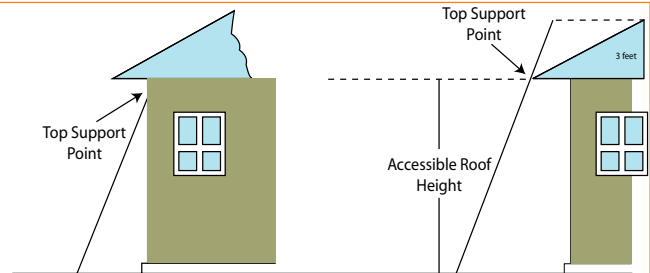 Top Support
Point
Top Support
Point
3 feet
Accessible Roof
Height